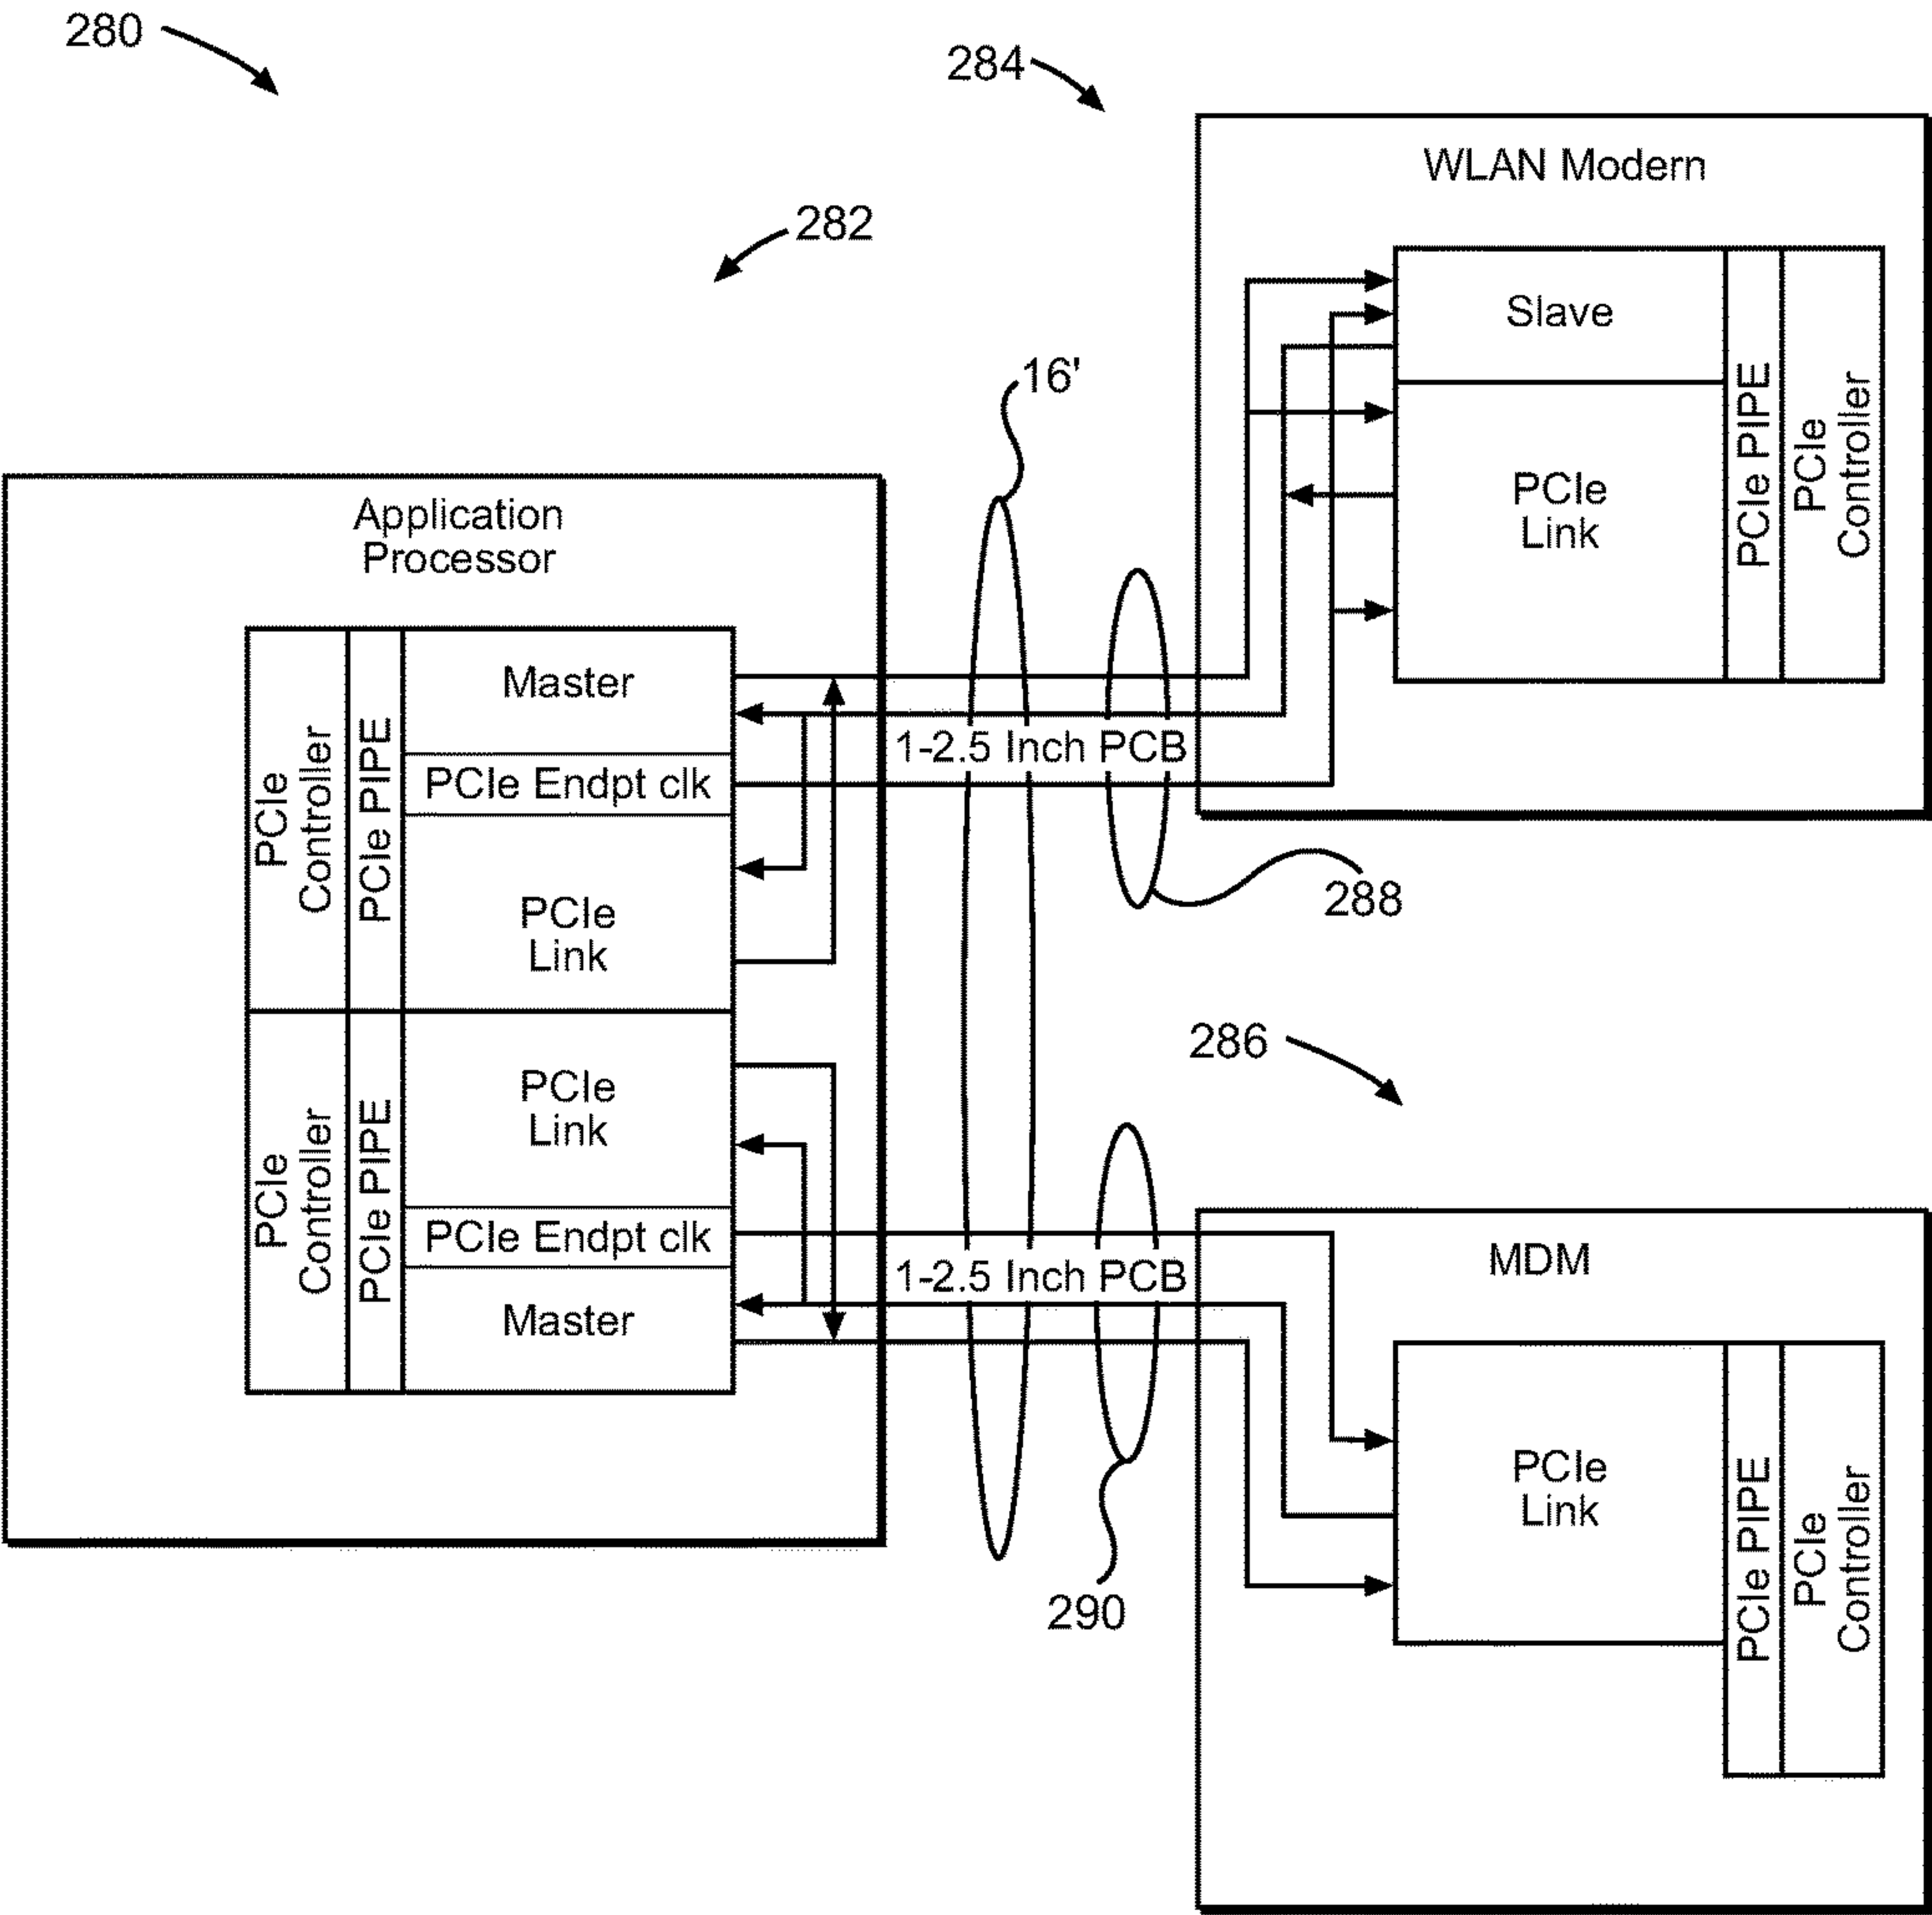 280
284
WLAN Modern
282
Slave
16'
PCIe
Link
PCIe PIPE
PCIe
Controller
Application
Processor
Master
1-2.5 Inch PCB
PCIe Endpt clk
PCIe
Controller
PCIe PIPE
PCIe
Link
288
286
PCIe
Link
PCIe
Controller
PCIe PIPE
PCIe Endpt clk
1-2.5 Inch PCB
MDM
Master
PCIe
Link
PCIe PIPE
PCIe
Controller
290